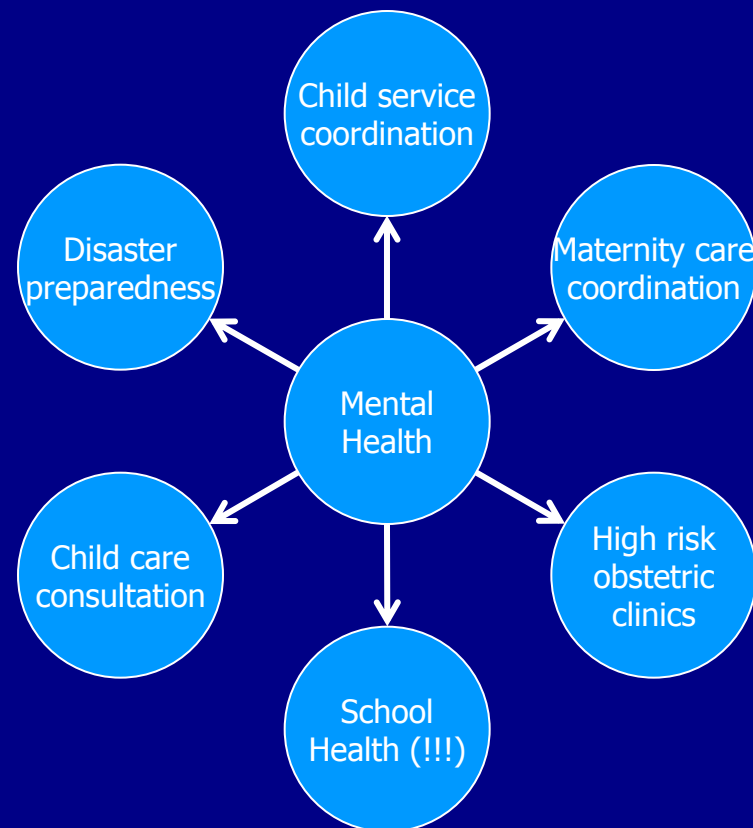 Child service
coordination
Disaster
preparedness
Maternity care
coordination
Mental
Health
Child care
consultation
High risk
obstetric
clinics
School
Health (!!!)